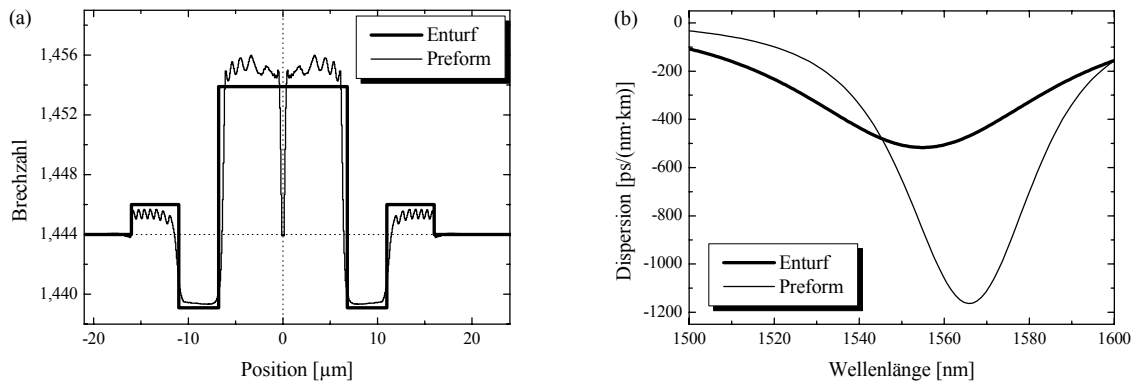 (a)
Enturf
Preform
1,456
1,452
1,448
1,444
1,440
Brechzahl
-20
-10
0
10
20
Position [µm]
(b)
0
-200
-400
-600
-800
-1000
-1200
Dispersion [ps/(nm·km)]
Enturf
Preform
1500
1520
1540
1560
1580
1600
Wellenlänge [nm]